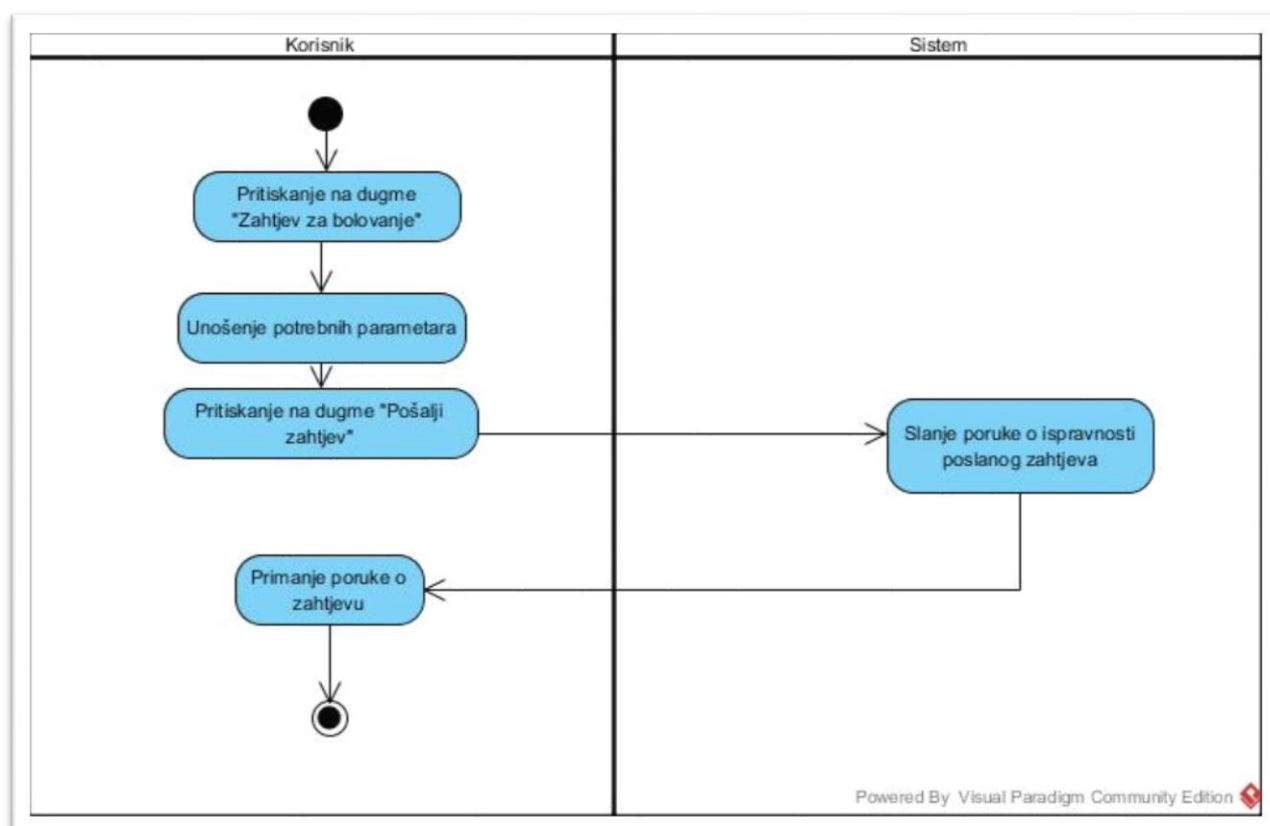 Korisnik
Sistem
Pritiskanje na dugme
"Zahtjev za bolovanje"
Unošenje potrebnih parametara
Pritiskanje na dugme "Pošalji
zahtjev"
Slanje poruke o ispravnosti
poslanog zahtjeva
Primanje poruke o
zahtjevu
Powered By Visual Paradigm Community Edition